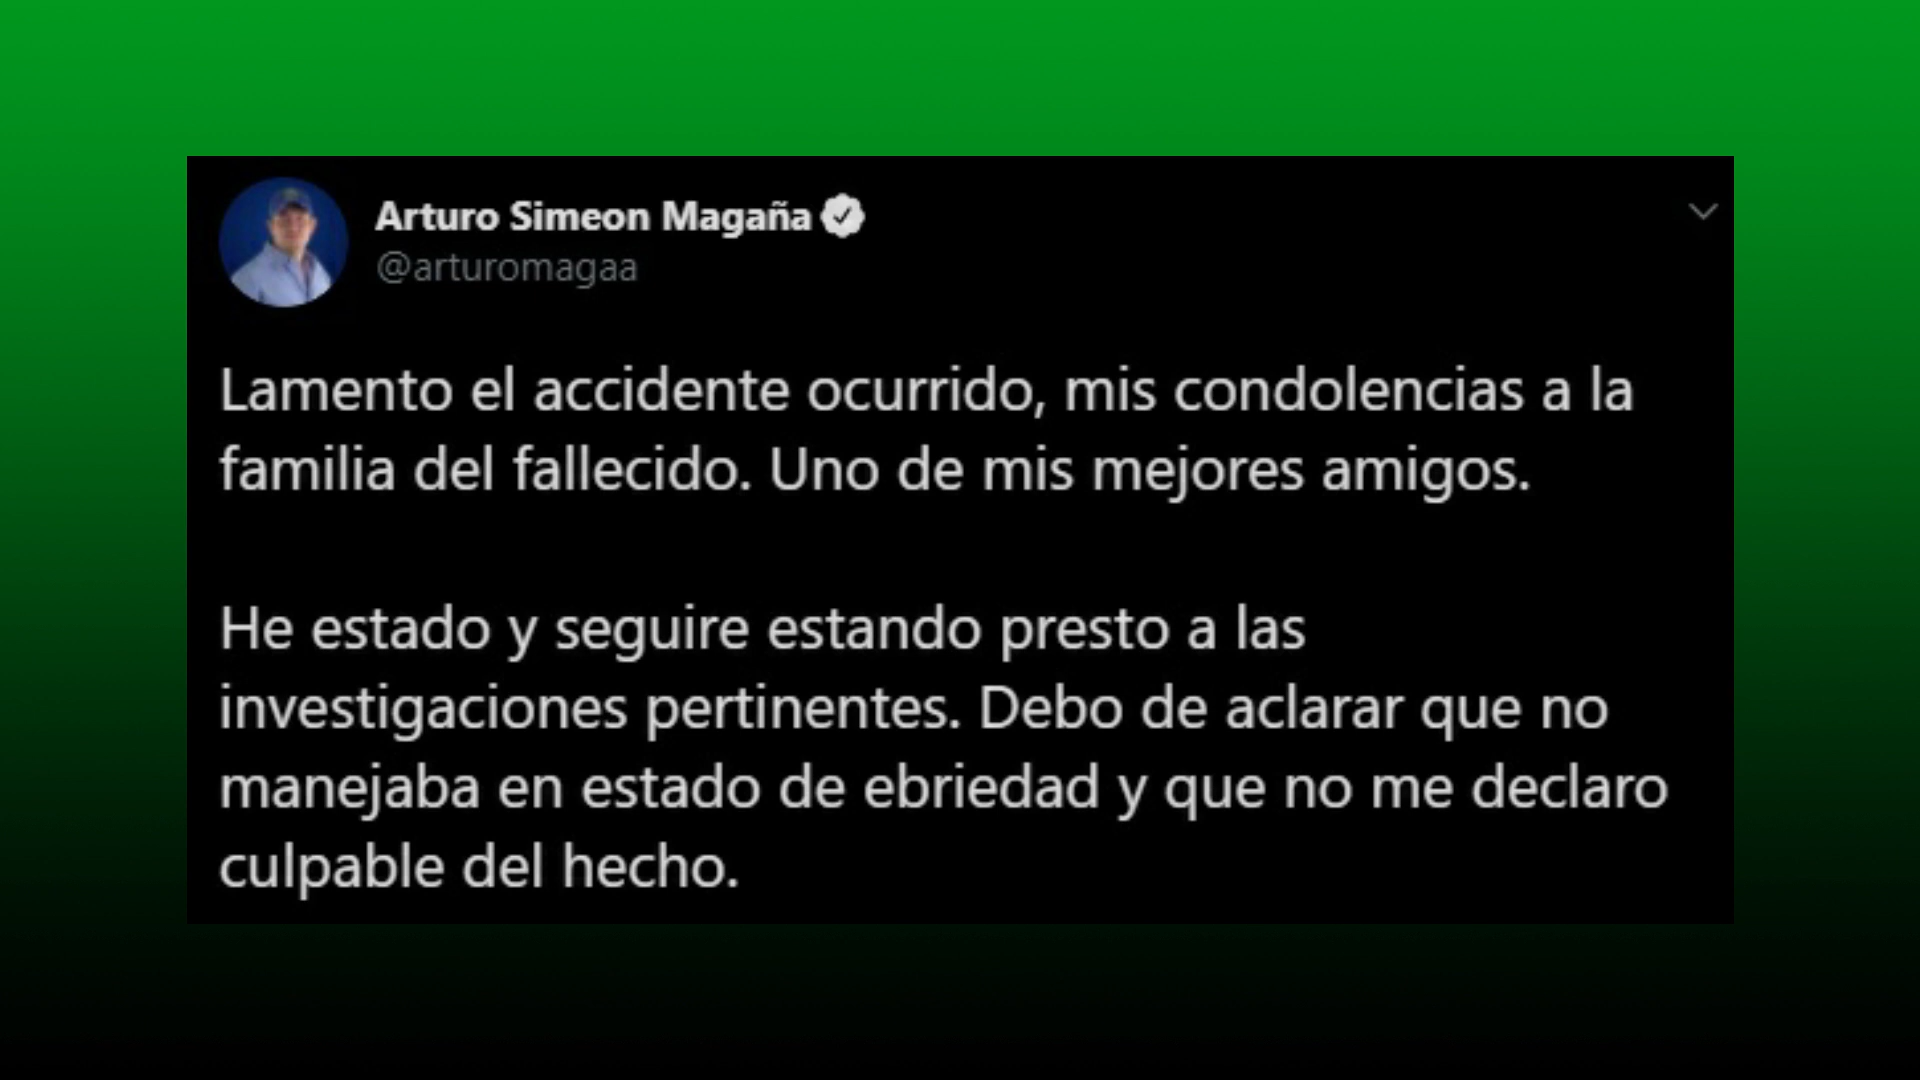 Arturo Simeon Magaña
@arturomagaa
Lamento el accidente ocurrido, mis condolencias a la
familia del fallecido. Uno de mis mejores amigos.
He estado y seguire estando presto a las
investigaciones pertinentes. Debo de aclarar que no
manejaba en estado de ebriedad y que no me declaro
culpable del hecho.